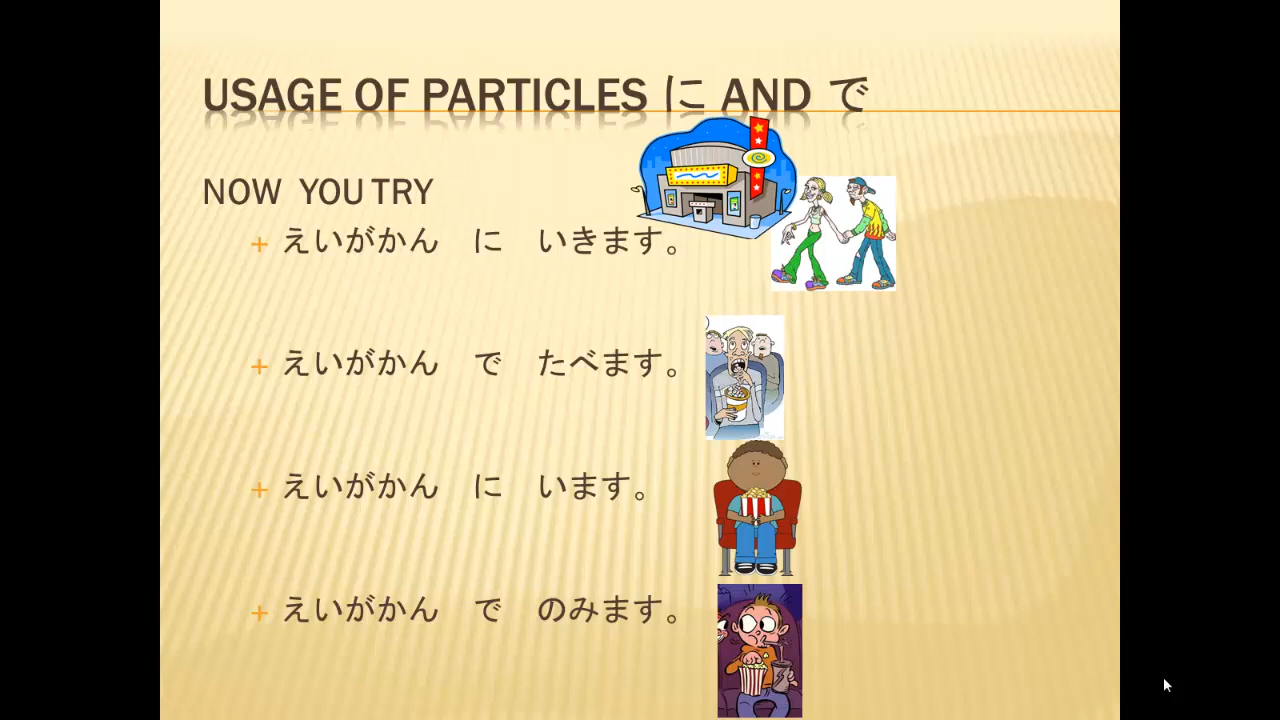 USAGE OF PARTICLES に AND で
NOW YOU TRY
えいがかん に いきます。
えいがかん で たべます。
えいがかん に います。
えいがかん で のみます。